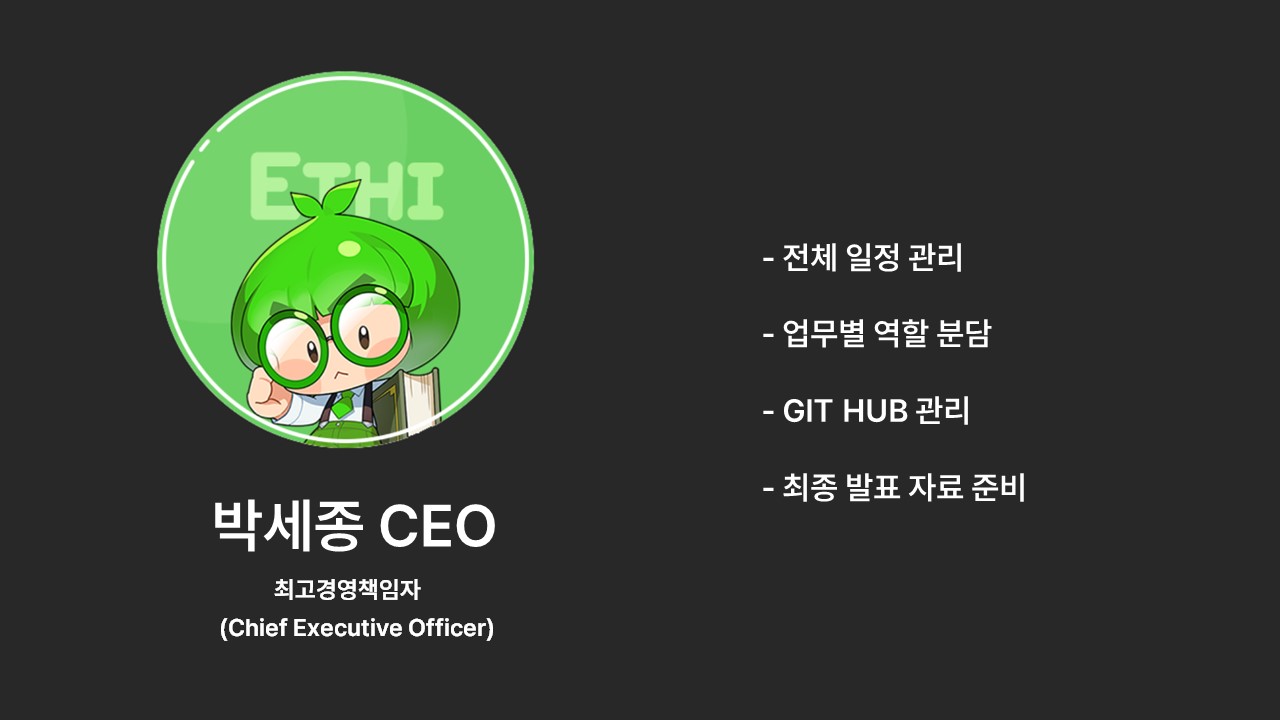 ETHI
박세종 CEO
최고경영책임자
(Chief Executive Officer)
- 전체 일정 관리
- 업무별 역할 분담
- GIT HUB 관리
- 최종 발표 자료 준비